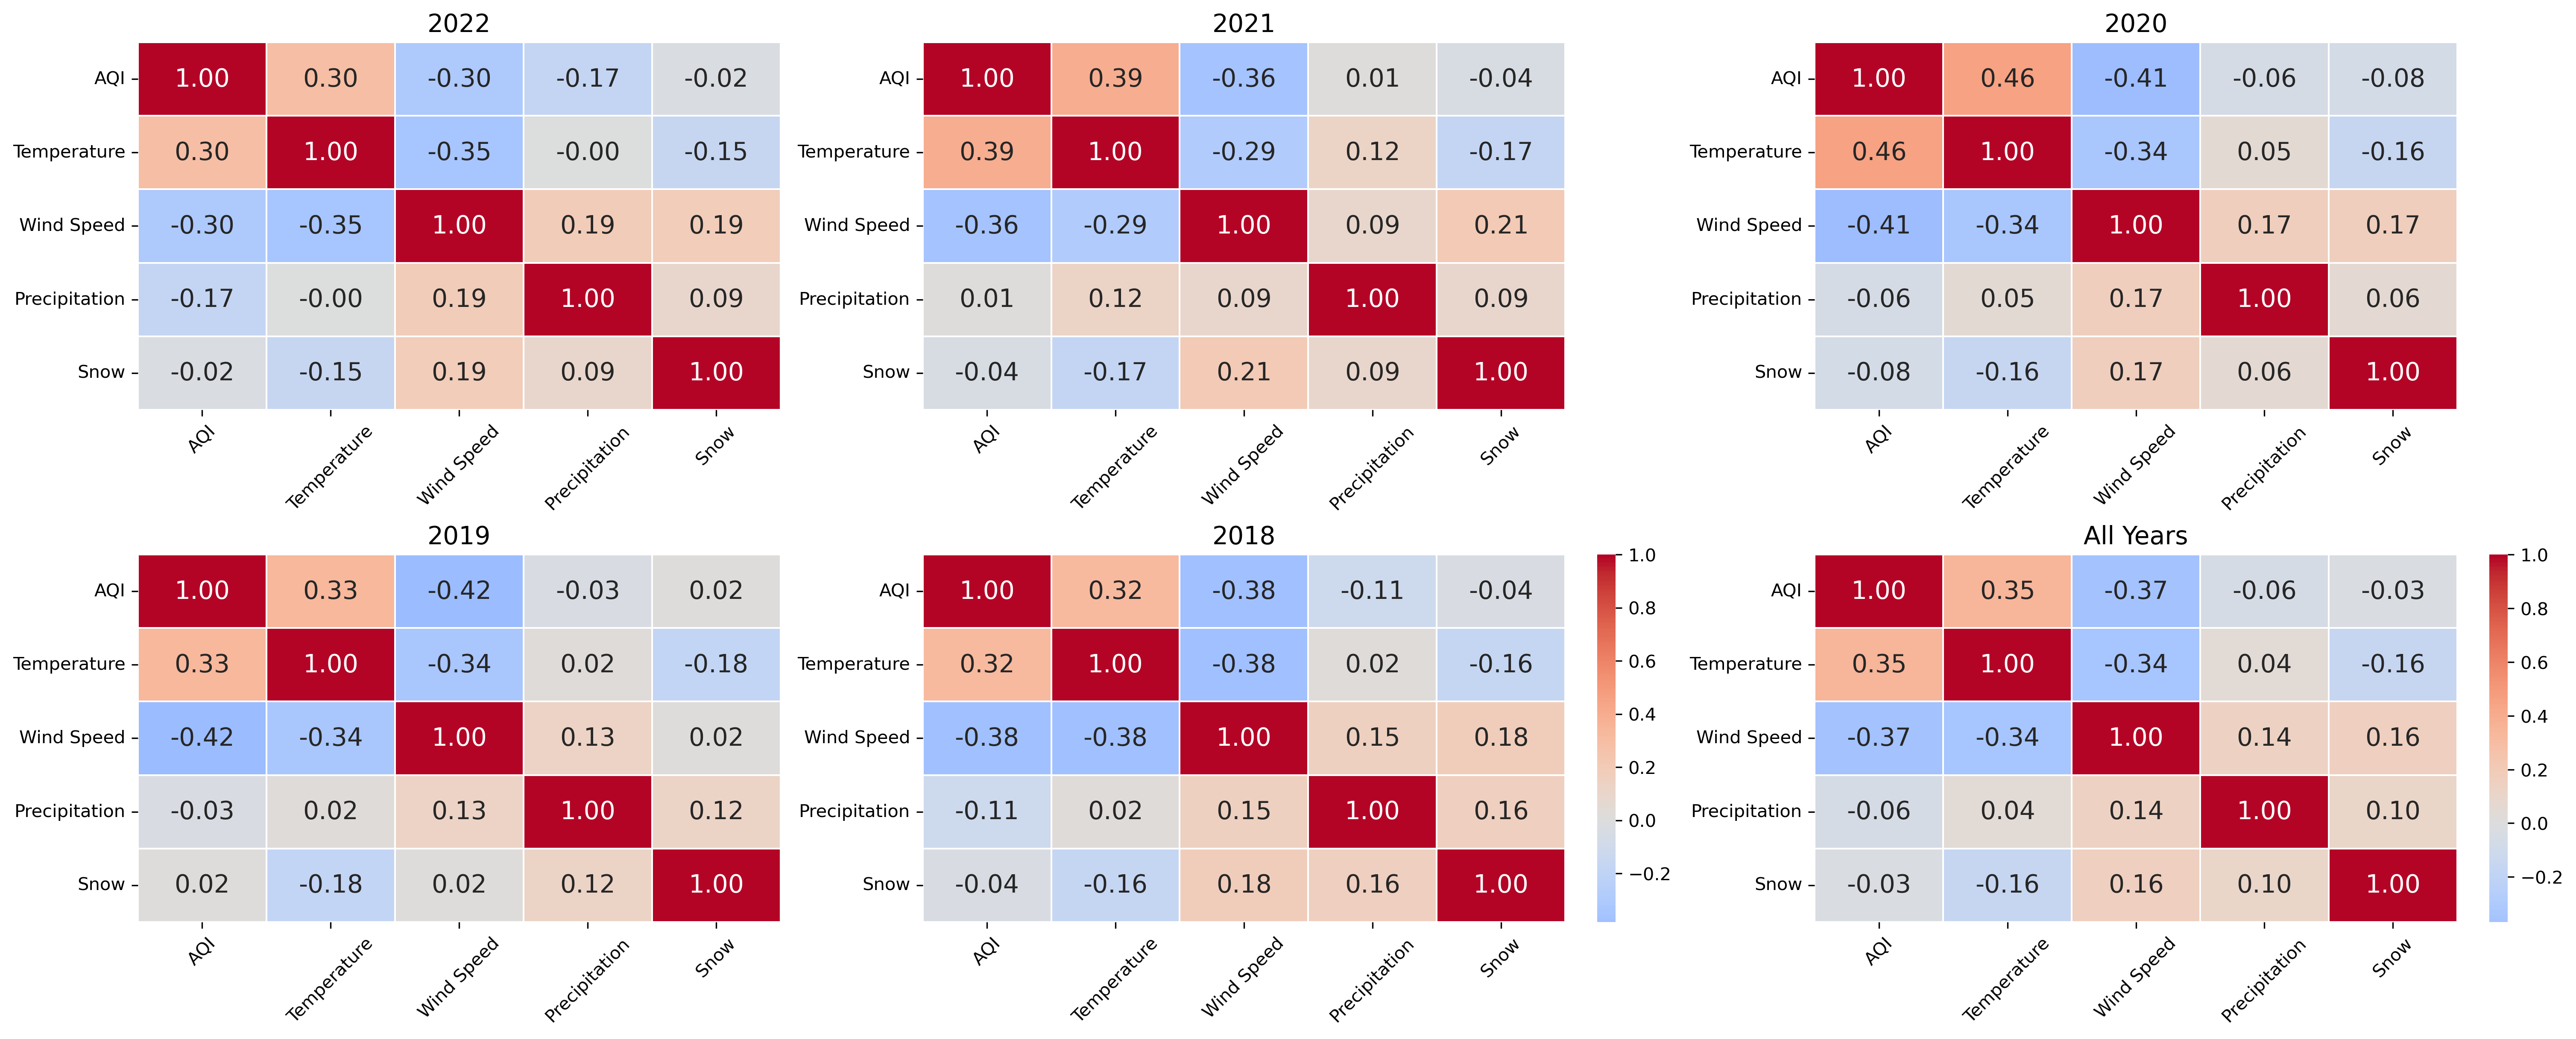 2022
AQI 1.00 0.30 -0.30 -0.17 -0.02
Temperature 0.30 1.00 -0.35 -0.00 -0.15
Wind Speed -0.30 -0.35 1.00 0.19 0.19
Precipitation -0.17 -0.00 0.19 1.00 0.09
Snow -0.02 -0.15 0.19 0.09 1.00
AQI Temperature Wind Speed Precipitation Snow
2021
AQI 1.00 0.39 -0.36 0.01 -0.04
Temperature 0.39 1.00 -0.29 0.12 -0.17
Wind Speed -0.36 -0.29 1.00 0.09 0.21
Precipitation 0.01 0.12 0.09 1.00 0.09
Snow -0.04 -0.17 0.21 0.09 1.00
AQI Temperature Wind Speed Precipitation Snow
2020
AQI 1.00 0.46 -0.41 -0.06 -0.08
Temperature 0.46 1.00 -0.34 0.05 -0.16
Wind Speed -0.41 -0.34 1.00 0.17 0.17
Precipitation -0.06 0.05 0.17 1.00 0.06
Snow -0.08 -0.16 0.17 0.06 1.00
AQI Temperature Wind Speed Precipitation Snow
2019
AQI 1.00 0.33 -0.42 -0.03 0.02
Temperature 0.33 1.00 -0.34 0.02 -0.18
Wind Speed -0.42 -0.34 1.00 0.13 0.02
Precipitation -0.03 0.02 0.13 1.00 0.12
Snow 0.02 -0.18 0.02 0.12 1.00
AQI Temperature Wind Speed Precipitation Snow
2018
AQI 1.00 0.32 -0.38 -0.11 -0.04
Temperature 0.32 1.00 -0.38 0.02 -0.16
Wind Speed -0.38 -0.38 1.00 0.15 0.18
Precipitation -0.11 0.02 0.15 1.00 0.16
Snow -0.04 -0.16 0.18 0.16 1.00
AQI Temperature Wind Speed Precipitation Snow
1.0
0.8
0.6
0.4
0.2
0.0
−0.2
All Years
AQI 1.00 0.35 -0.37 -0.06 -0.03
Temperature 0.35 1.00 -0.34 0.04 -0.16
Wind Speed -0.37 -0.34 1.00 0.14 0.16
Precipitation -0.06 0.04 0.14 1.00 0.10
Snow -0.03 -0.16 0.16 0.10 1.00
AQI Temperature Wind Speed Precipitation Snow
1.0
0.8
0.6
0.4
0.2
0.0
−0.2